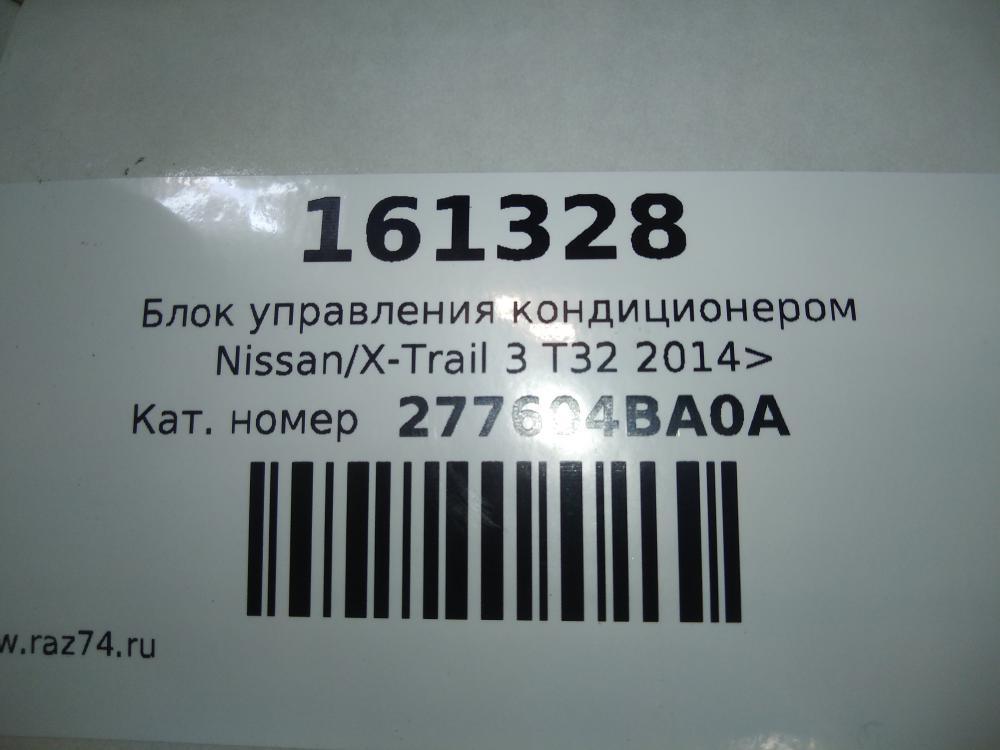 161328
Блок управления кондиционером
Nissan/X-Trail 3 T32 2014>
Кат. номер 277604BA0A
w.raz74.ru